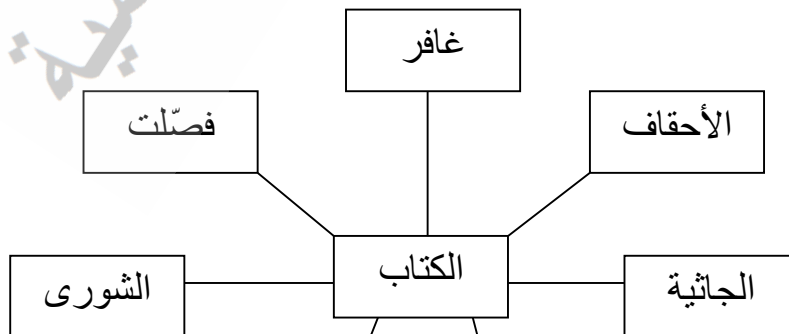 غافر
الأحقاف
فصّلت
الكتاب
الجاثية
الشورى